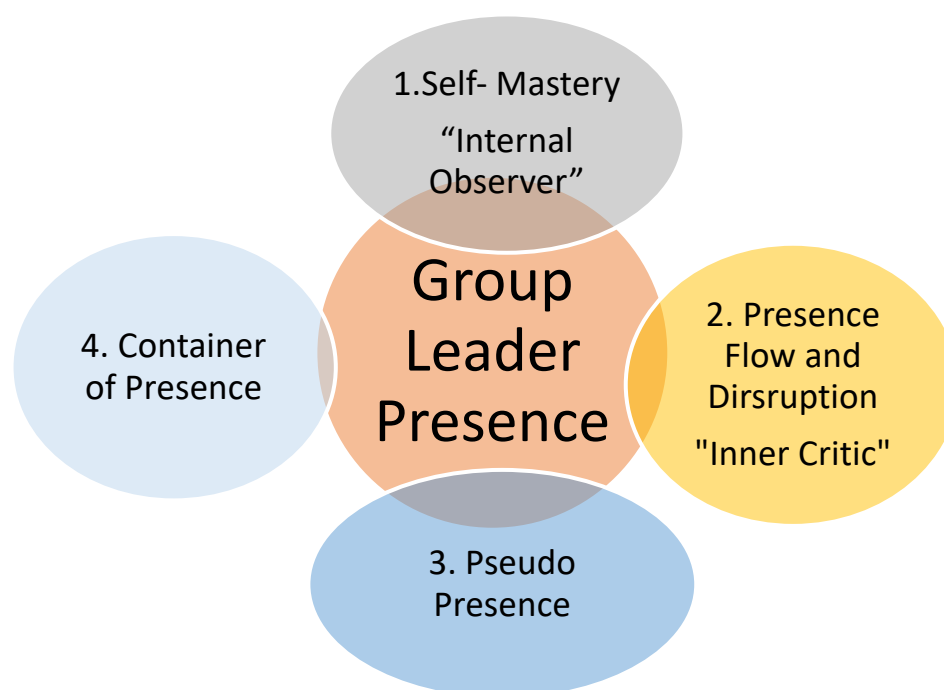 1.Self- Mastery
“Internal
Observer”
Group
Leader
Presence
2. Presence
Flow and
Dirsruption
"Inner Critic"
4. Container
of Presence
3. Pseudo
Presence